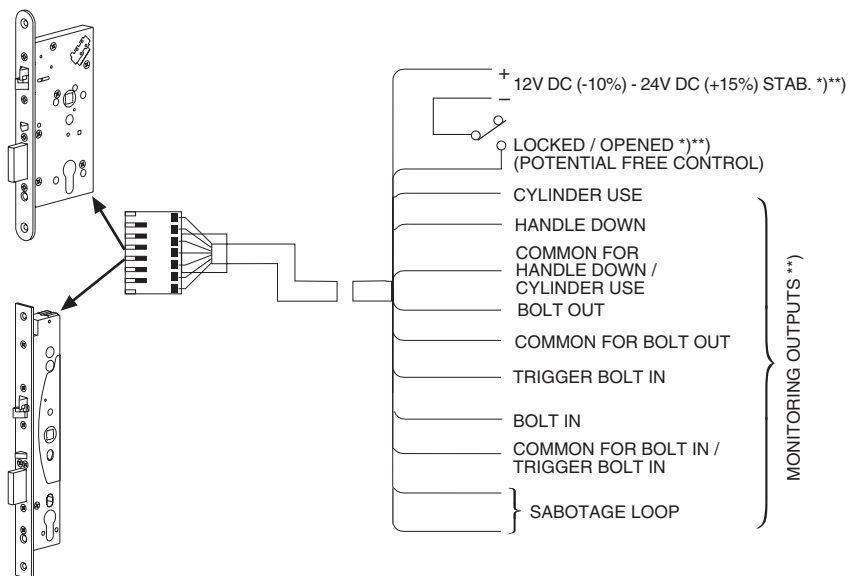 +
12V DC (-10%) - 24V DC (+15%) STAB. *)**)
−
LOCKED / OPENED *)**)
(POTENTIAL FREE CONTROL)
CYLINDER USE
HANDLE DOWN
COMMON FOR
HANDLE DOWN /
CYLINDER USE
BOLT OUT
COMMON FOR BOLT OUT
TRIGGER BOLT IN
BOLT IN
COMMON FOR BOLT IN /
TRIGGER BOLT IN
SABOTAGE LOOP
MONITORING OUTPUTS **)